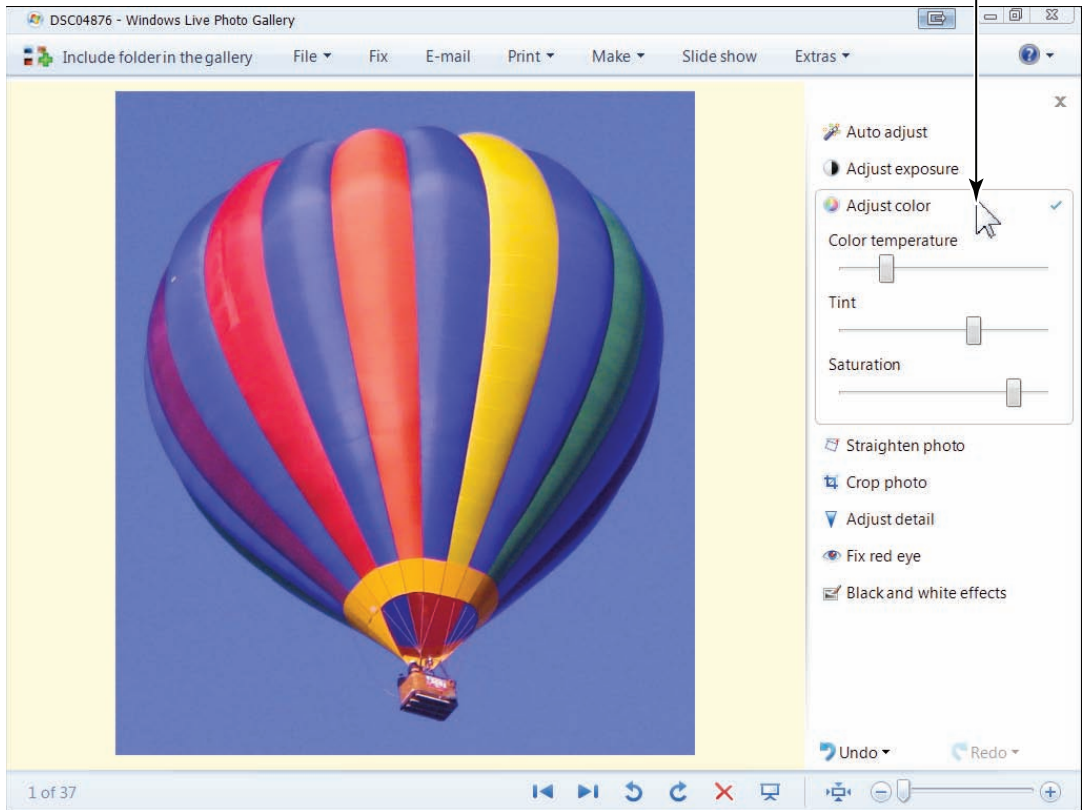 DSC04876 - Windows Live Photo Gallery
Include folder in the gallery File Fix E-mail Print Make Slide show Extras
Auto adjust
Adjust exposure
Adjust color
Color temperature
Tint
Saturation
Straighten photo
Crop photo
Adjust detail
Fix red eye
Black and white effects
Undo Redo
1 of 37